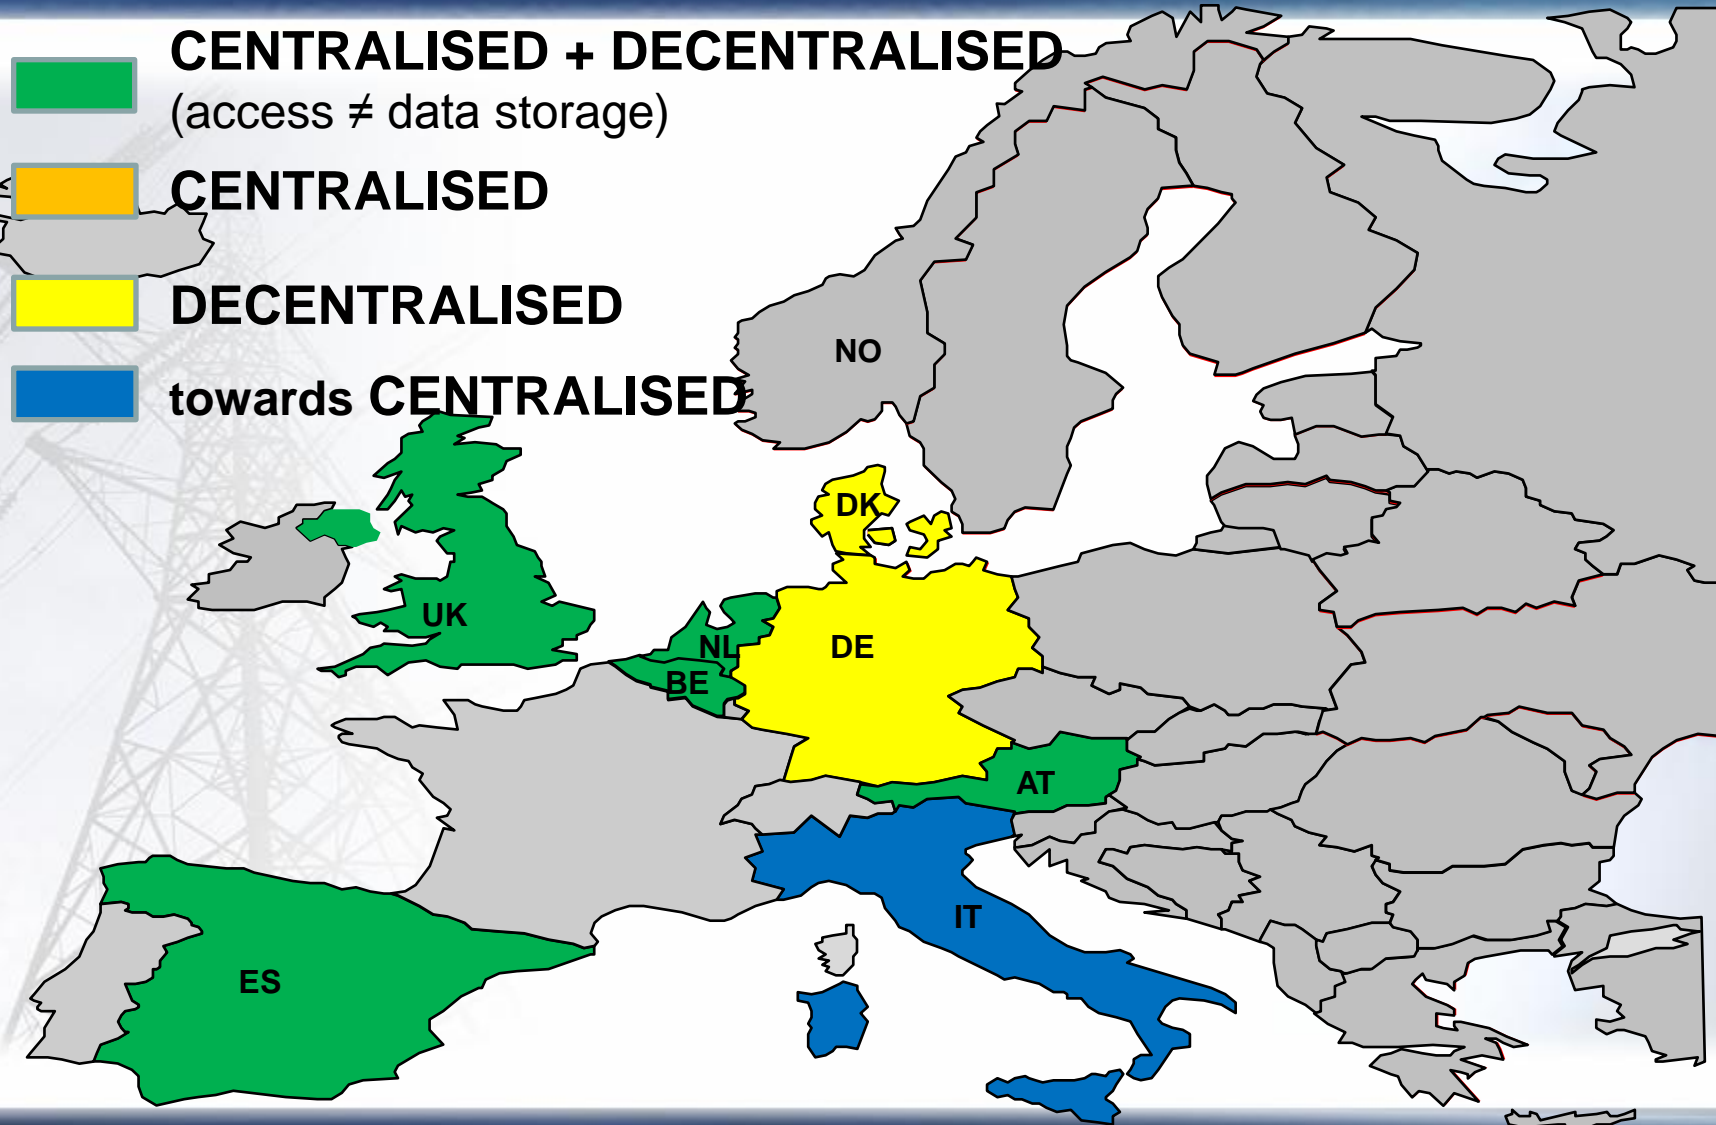 CENTRALISED + DECENTRALISED
(access ≠ data storage)
CENTRALISED
DECENTRALISED
towards CENTRALISED
NO
DK
UK
NL
DE
BE
AT
IT
ES